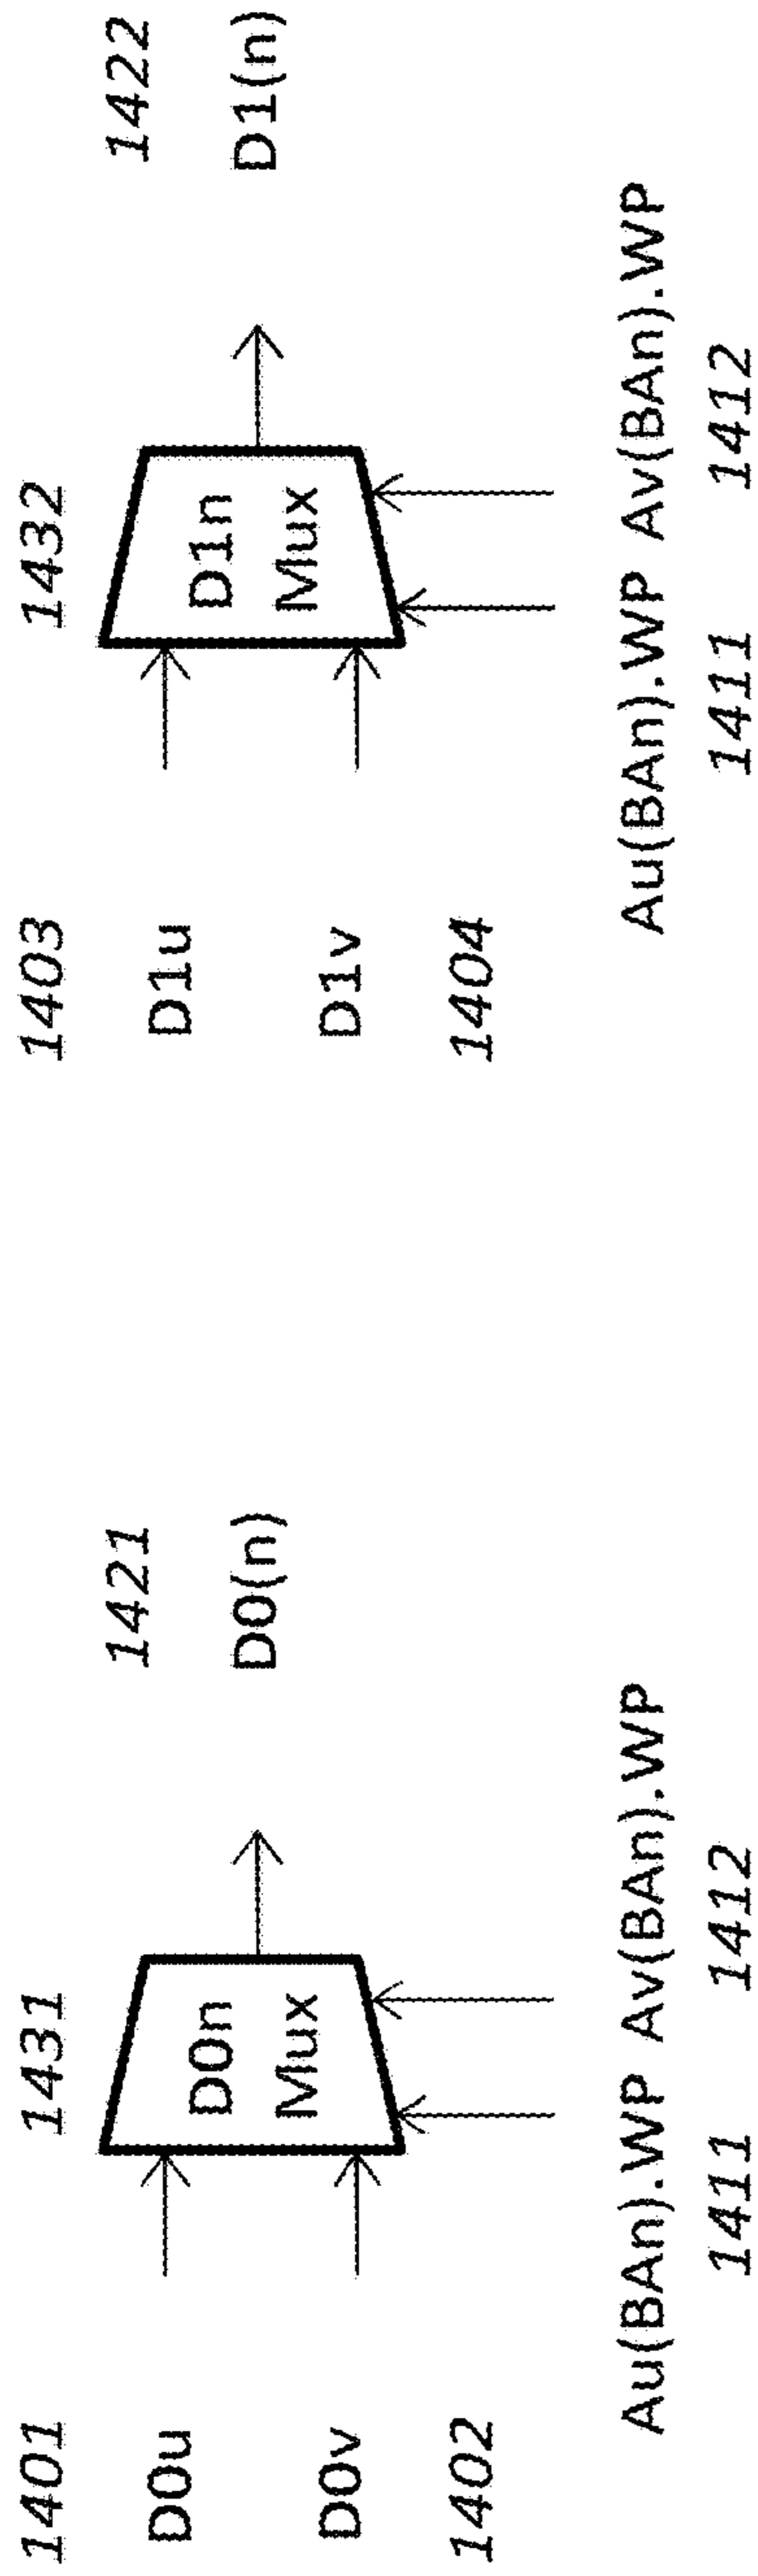 1401
D0u
D0v
1402
1431
D0n
Mux
1421
D0(n)
Au(BAn).WP Av(BAn).WP
1411 1412
1403
D1u
D1v
1404
1432
D1n
Mux
1422
D1(n)
Au(BAn).WP Av(BAn).WP
1411 1412